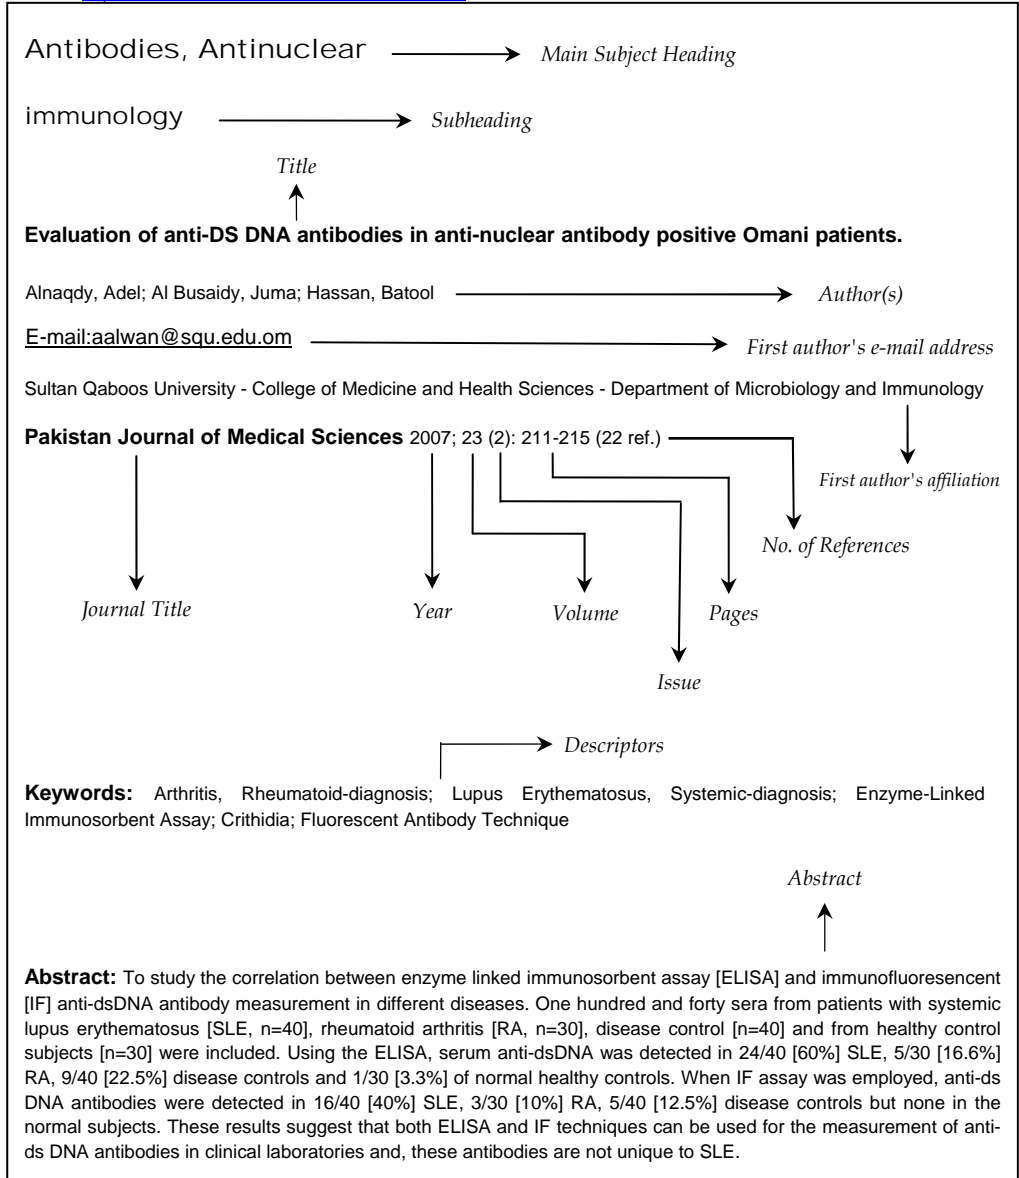 Antibodies, Antinuclear Main Subject Heading
immunology Subheading
Title
Evaluation of anti-DS DNA antibodies in anti-nuclear antibody positive Omani patients.
Alnaqdy, Adel; Al Busaidy, Juma; Hassan, Batool Author(s)
E-mail:aalwan@squ.edu.om First author's e-mail address
Sultan Qaboos University - College of Medicine and Health Sciences - Department of Microbiology and Immunology
Pakistan Journal of Medical Sciences 2007; 23 (2): 211-215 (22 ref.)
First author's affiliation
No. of References
Journal Title Year Volume Pages
Issue
Descriptors
Keywords: Arthritis, Rheumatoid-diagnosis; Lupus Erythematosus, Systemic-diagnosis; Enzyme-Linked
Immunosorbent Assay; Crithidia; Fluorescent Antibody Technique
Abstract
Abstract: To study the correlation between enzyme linked immunosorbent assay [ELISA] and immunofluoresencent
[IF] anti-dsDNA antibody measurement in different diseases. One hundred and forty sera from patients with systemic
lupus erythematosus [SLE, n=40], rheumatoid arthritis [RA, n=30], disease control [n=40] and from healthy control
subjects [n=30] were included. Using the ELISA, serum anti-dsDNA was detected in 24/40 [60%] SLE, 5/30 [16.6%]
RA, 9/40 [22.5%] disease controls and 1/30 [3.3%] of normal healthy controls. When IF assay was employed, anti-ds
DNA antibodies were detected in 16/40 [40%] SLE, 3/30 [10%] RA, 5/40 [12.5%] disease controls but none in the
normal subjects. These results suggest that both ELISA and IF techniques can be used for the measurement of anti-
ds DNA antibodies in clinical laboratories and, these antibodies are not unique to SLE.